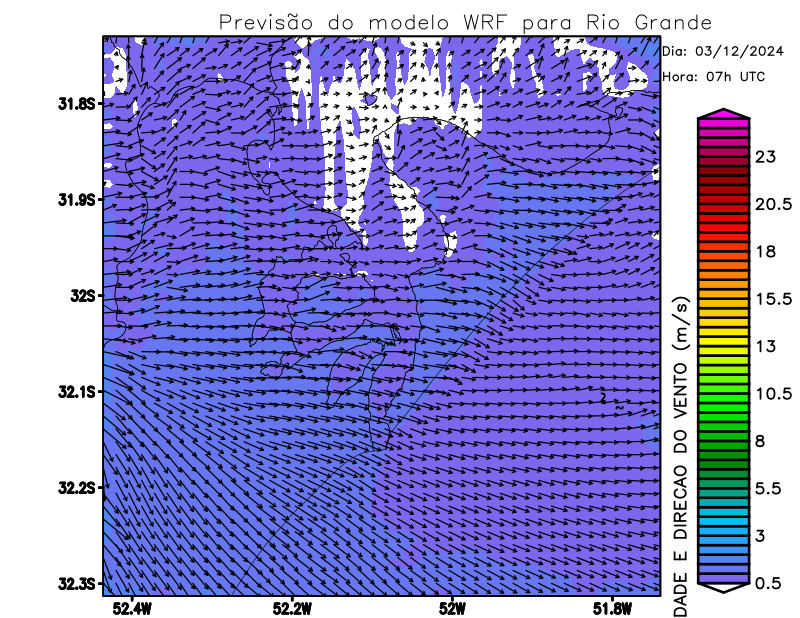 Previsão do modelo WRF para Rio Grande
Dia: 03/12/2024
Hora: 07h UTC
31.8S
31.9S
32S
32.1S
32.2S
32.3S
52.4W
52.2W
52W
51.8W
DADE E DIRECAO DO VENTO (m/s)
23
20.5
18
15.5
13
10.5
8
5.5
3
0.5